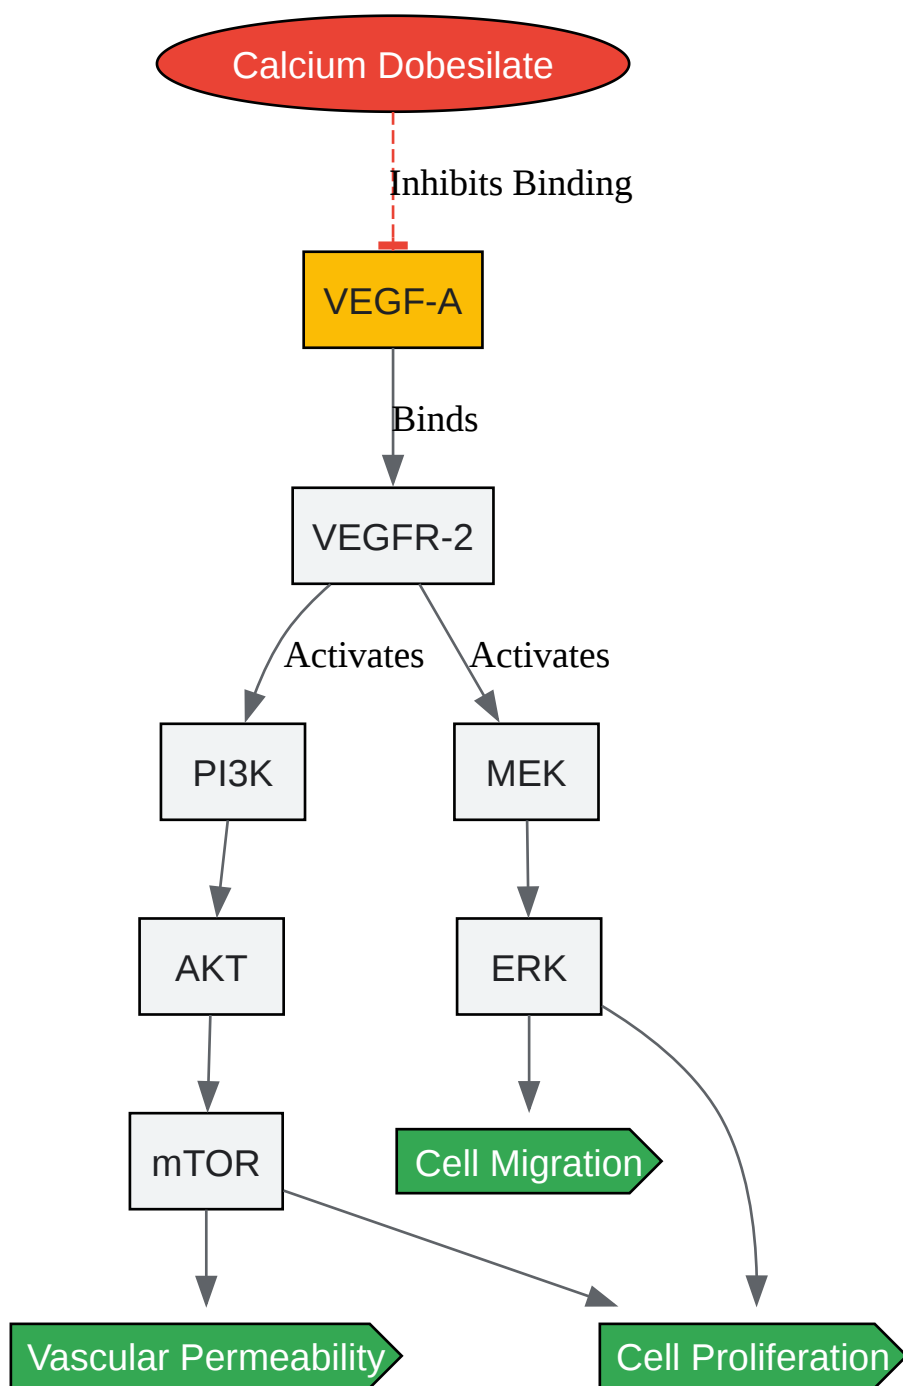 Calcium Dobesilate
Inhibits Binding
VEGF-A
Binds
VEGFR-2
Activates
Activates
PI3K
MEK
AKT
ERK
mTOR
Cell Migration
Vascular Permeability
Cell Proliferation